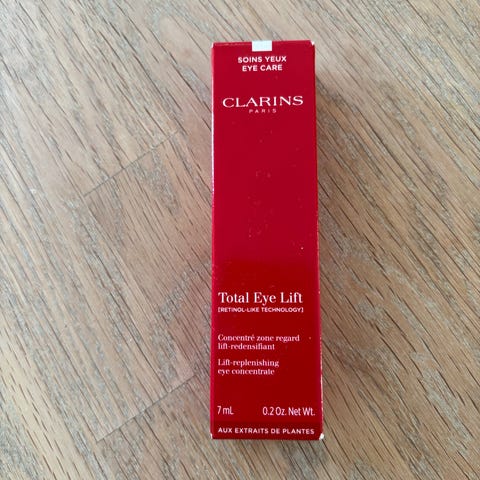 SOINS YEUX
EYE CARE
CLARINS
PARIS
Total Eye Lift
[RETINOL-LIKE TECHNOLOGY]
Concentré zone regard
lift-redensifiant
Lift-replenishing
eye concentrate
7 mL 0.2 Oz. Net Wt.
AUX EXTRAITS DE PLANTES